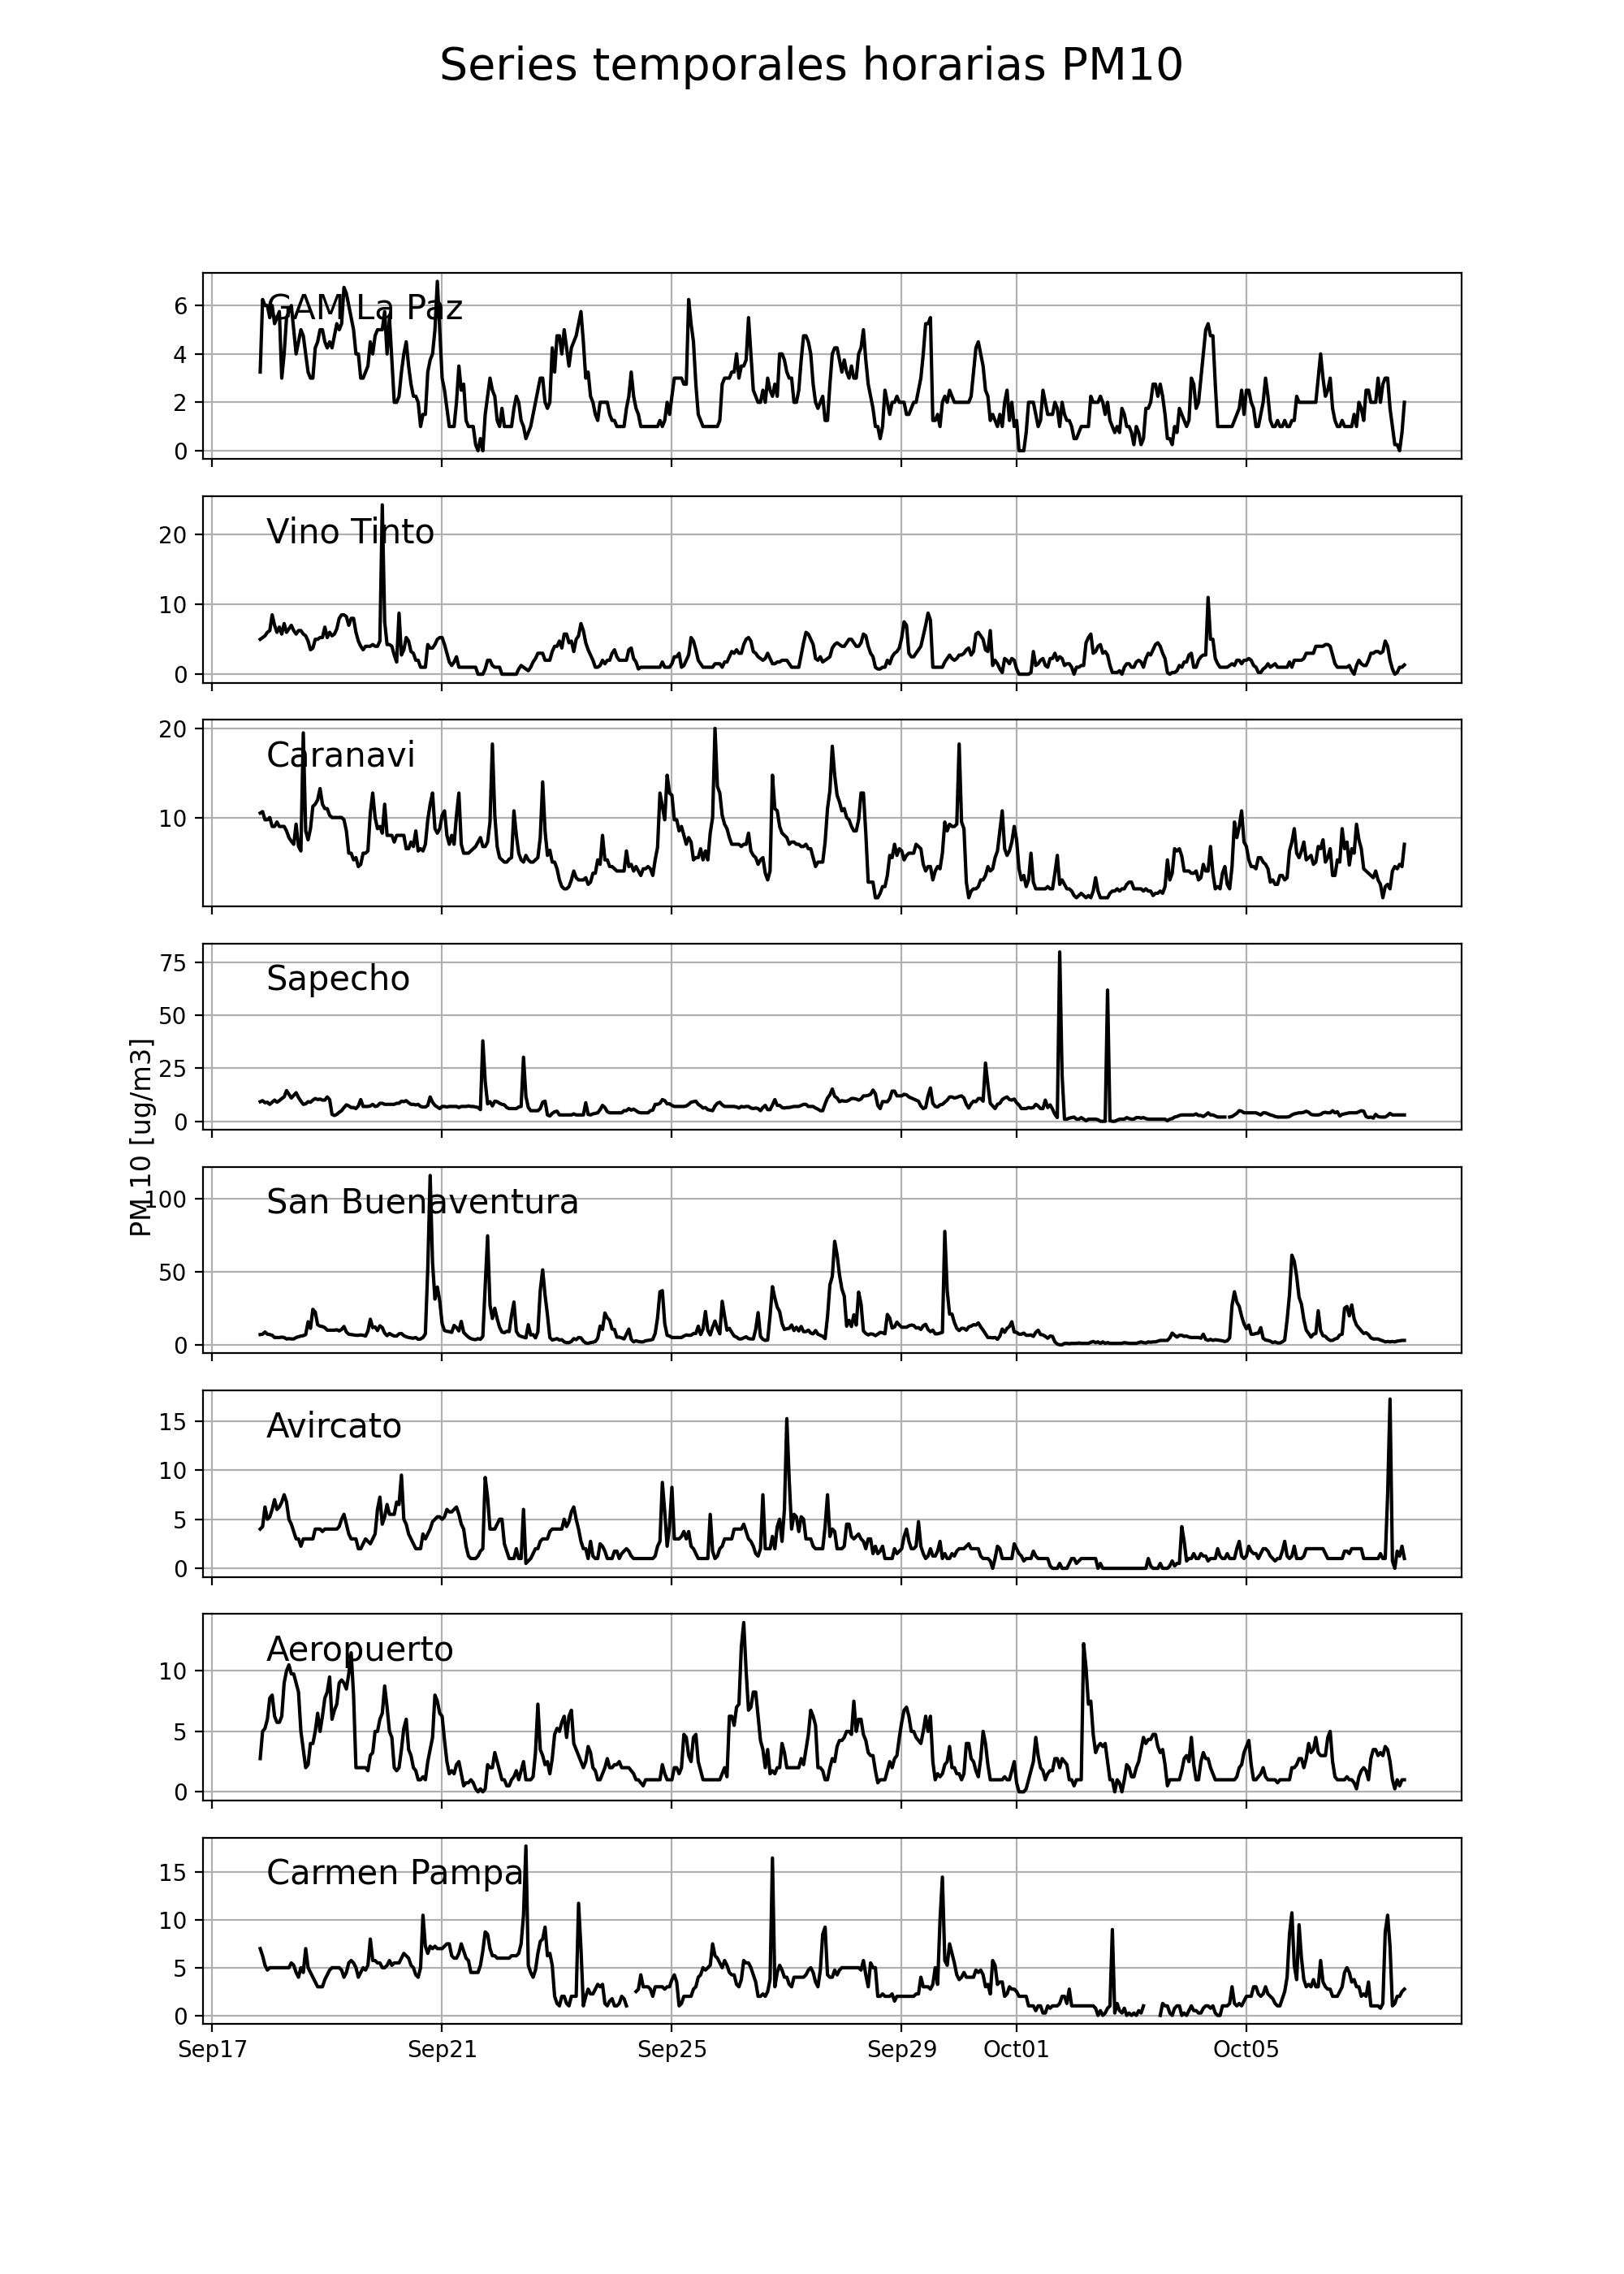 Series temporales horarias PM10
GAM La Paz
6
4
2
0
Vino Tinto
20
10
0
Caranavi
20
10
Sapecho
75
50
25
0
PM 10 [ug/m3]
San Buenaventura
100
50
0
Avircato
15
10
5
0
Aeropuerto
10
5
0
Carmen Pampa
15
10
5
0
Sep17 Sep21 Sep25 Sep29 Oct01 Oct05